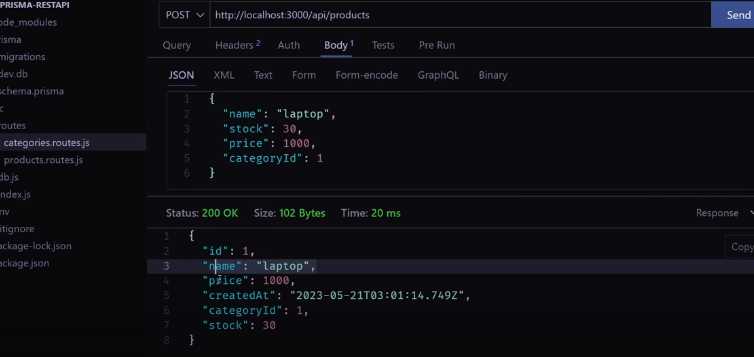 PRISMA-RESTAPI
ode_modules
risma
migrations
dev.db
schema.prisma
rc
routes
categories.routes.js
products.routes.js
db.js
ndex.js
nv
itignore
ackage-lock.json
ackage.json
POST
http://localhost:3000/api/products
Send
Query Headers 2 Auth Body 1 Tests Pre Run
JSON XML Text Form Form-encode GraphQL Binary
1 {
2 "name": "laptop",
3 "stock": 30,
4 "price": 1000,
5 "categoryId": 1
6 }
Status: 200 OK Size: 102 Bytes Time: 20 ms Response
Copy
1 {
2 "id": 1,
3 "name": "laptop",
4 "price": 1000,
5 "createdAt": "2023-05-21T03:01:14.749Z",
6 "categoryId": 1,
7 "stock": 30
8 }